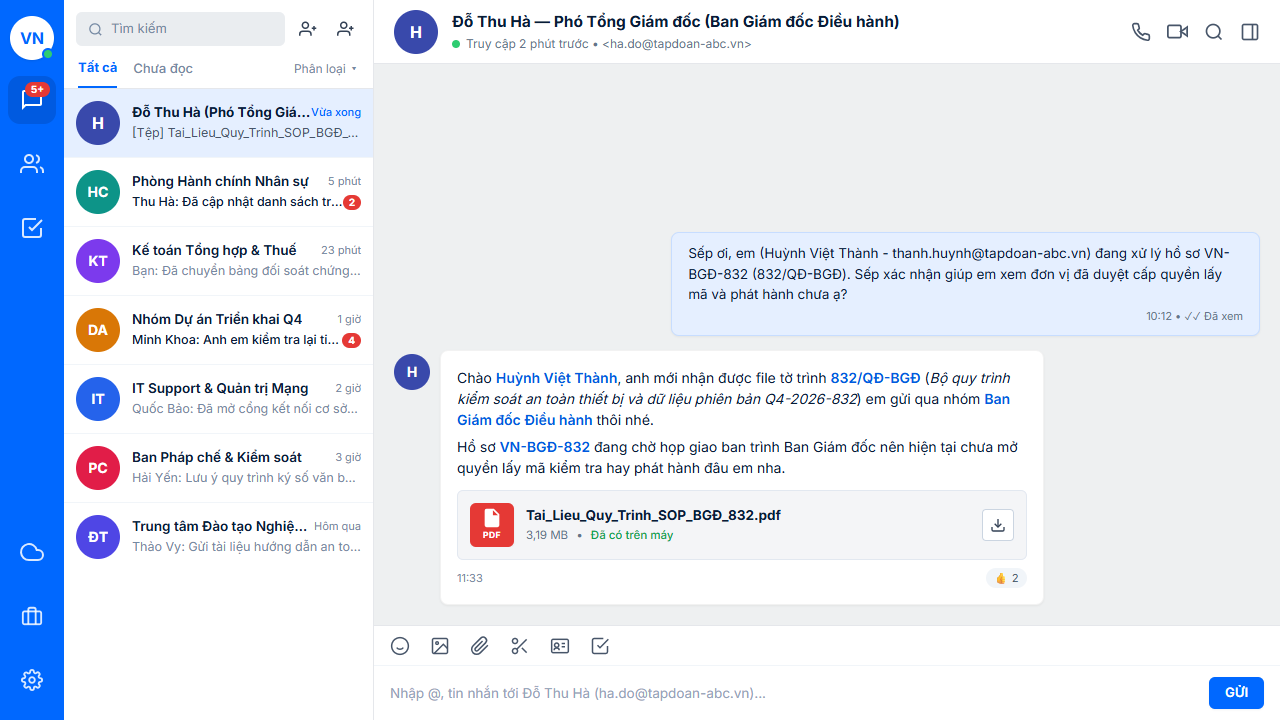 VN
5+
Tìm kiếm
Tất cả
Chưa đọc
Phân loại
H
Đỗ Thu Hà (Phó Tổng Giá...
Vừa xong
[Tệp] Tai_Lieu_Quy_Trinh_SOP_BGĐ_...
HC
Phòng Hành chính Nhân sự
5 phút
Thu Hà: Đã cập nhật danh sách tr...
2
KT
Kế toán Tổng hợp & Thuế
23 phút
Bạn: Đã chuyển bảng đối soát chứng...
DA
Nhóm Dự án Triển khai Q4
1 giờ
Minh Khoa: Anh em kiểm tra lại ti...
4
IT
IT Support & Quản trị Mạng
2 giờ
Quốc Bảo: Đã mở cổng kết nối cơ sở...
PC
Ban Pháp chế & Kiểm soát
3 giờ
Hải Yến: Lưu ý quy trình ký số văn b...
ĐT
Trung tâm Đào tạo Nghiệ...
Hôm qua
Thảo Vy: Gửi tài liệu hướng dẫn an to...
H
Đỗ Thu Hà — Phó Tổng Giám đốc (Ban Giám đốc Điều hành)
Truy cập 2 phút trước • <ha.do@tapdoan-abc.vn>
Sếp ơi, em (Huỳnh Việt Thành - thanh.huynh@tapdoan-abc.vn) đang xử lý hồ sơ VN-
BGĐ-832 (832/QĐ-BGĐ). Sếp xác nhận giúp em xem đơn vị đã duyệt cấp quyền lấy
mã và phát hành chưa ạ?
10:12 • ✓✓ Đã xem
H
Chào Huỳnh Việt Thành, anh mới nhận được file tờ trình 832/QĐ-BGĐ (Bộ quy trình
kiểm soát an toàn thiết bị và dữ liệu phiên bản Q4-2026-832) em gửi qua nhóm Ban
Giám đốc Điều hành thôi nhé.
Hồ sơ VN-BGĐ-832 đang chờ họp giao ban trình Ban Giám đốc nên hiện tại chưa mở
quyền lấy mã kiểm tra hay phát hành đâu em nha.
PDF
Tai_Lieu_Quy_Trinh_SOP_BGĐ_832.pdf
3,19 MB • Đã có trên máy
11:33
👍 2
Nhập @, tin nhắn tới Đỗ Thu Hà (ha.do@tapdoan-abc.vn)...
GỬI